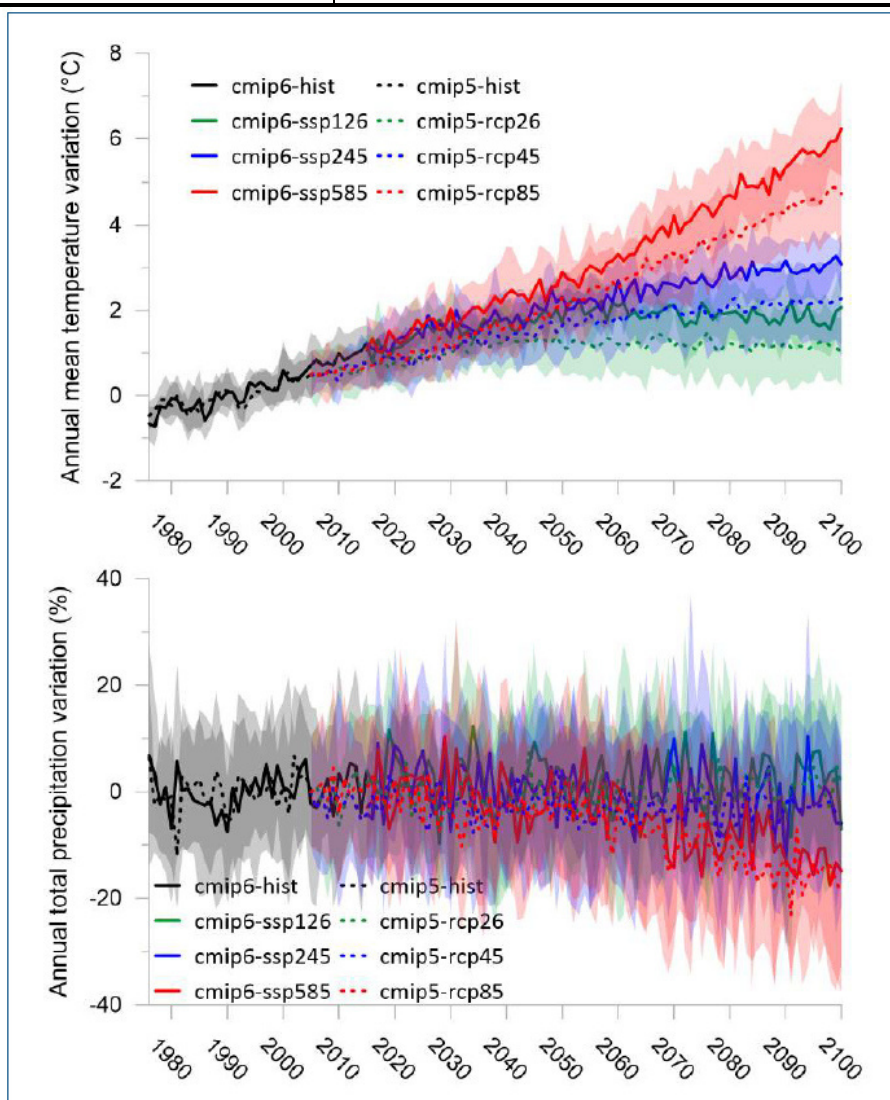 Annual mean temperature variation (°C)
8
6
4
2
0
-2
cmip6-hist cmip5-hist
cmip6-ssp126 cmip5-rcp26
cmip6-ssp245 cmip5-rcp45
cmip6-ssp585 cmip5-rcp85
1980 1990 2000 2010 2020 2030 2040 2050 2060 2070 2080 2090 2100
Annual total precipitation variation (%)
40
20
0
-20
-40
cmip6-hist cmip5-hist
cmip6-ssp126 cmip5-rcp26
cmip6-ssp245 cmip5-rcp45
cmip6-ssp585 cmip5-rcp85
1980 1990 2000 2010 2020 2030 2040 2050 2060 2070 2080 2090 2100